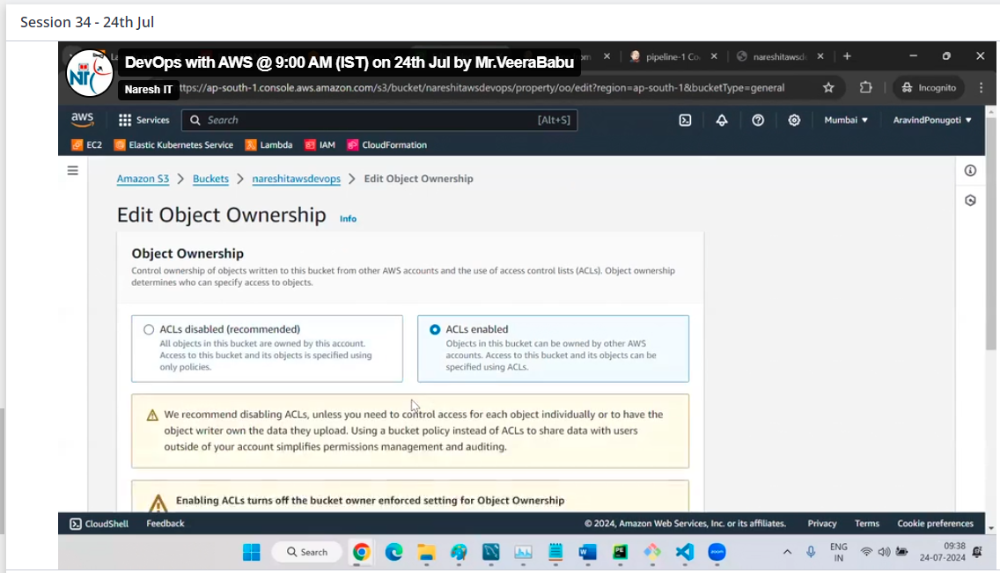 Session 34 - 24th Jul
DevOps with AWS @ 9:00 AM (IST) on 24th Jul by Mr.VeeraBabu
pipeline-1 Co
nareshitawsd
Naresh IT
ttps://ap-south-1.console.aws.amazon.com/s3/bucket/nareshitawsdevops/property/oo/edit?region=ap-south-1&bucketType=general
Incognito
aws
Services
Search
[Alt+S]
Mumbai
AravindPonugoti
EC2
Elastic Kubernetes Service
Lambda
IAM
CloudFormation
Amazon S3 > Buckets > nareshitawsdevops > Edit Object Ownership
Edit Object Ownership Info
Object Ownership
Control ownership of objects written to this bucket from other AWS accounts and the use of access control lists (ACLs). Object ownership
determines who can specify access to objects.
ACLs disabled (recommended)
All objects in this bucket are owned by this account.
Access to this bucket and its objects is specified using
only policies.
ACLs enabled
Objects in this bucket can be owned by other AWS
accounts. Access to this bucket and its objects can be
specified using ACLs.
We recommend disabling ACLs, unless you need to control access for each object individually or to have the
object writer own the data they upload. Using a bucket policy instead of ACLs to share data with users
outside of your account simplifies permissions management and auditing.
Enabling ACLs turns off the bucket owner enforced setting for Object Ownership
CloudShell
Feedback
© 2024, Amazon Web Services, Inc. or its affiliates.
Privacy
Terms
Cookie preferences
Search
ENG
IN
09:38
24-07-2024